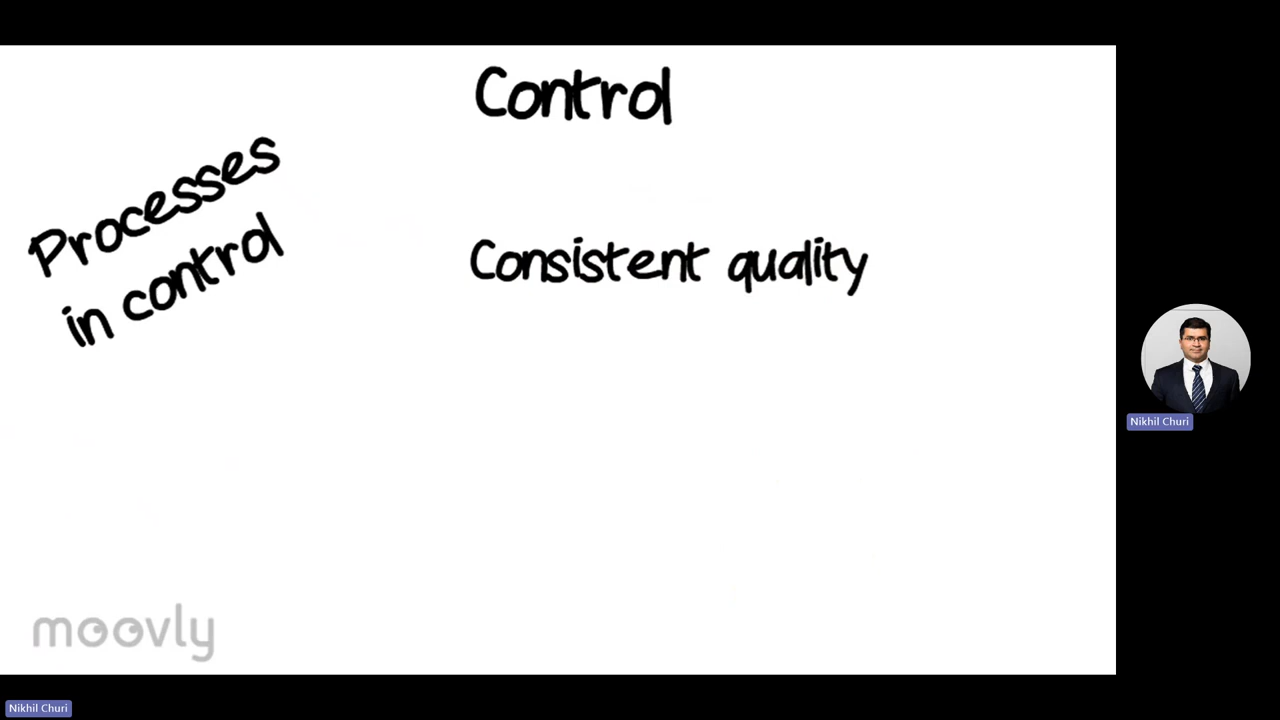 Control
Processes
in control
Consistent quality
moovly
Nikhil Churi
Nikhil Churi